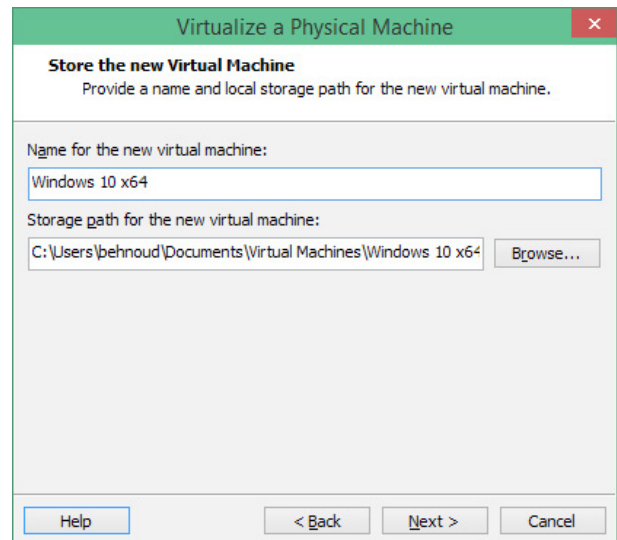 Virtualize a Physical Machine
Store the new Virtual Machine
Provide a name and local storage path for the new virtual machine.
Name for the new virtual machine:
Windows 10 x64
Storage path for the new virtual machine:
C:\Users\behnoud\Documents\Virtual Machines\Windows 10 x64 Browse...
Help < Back Next > Cancel